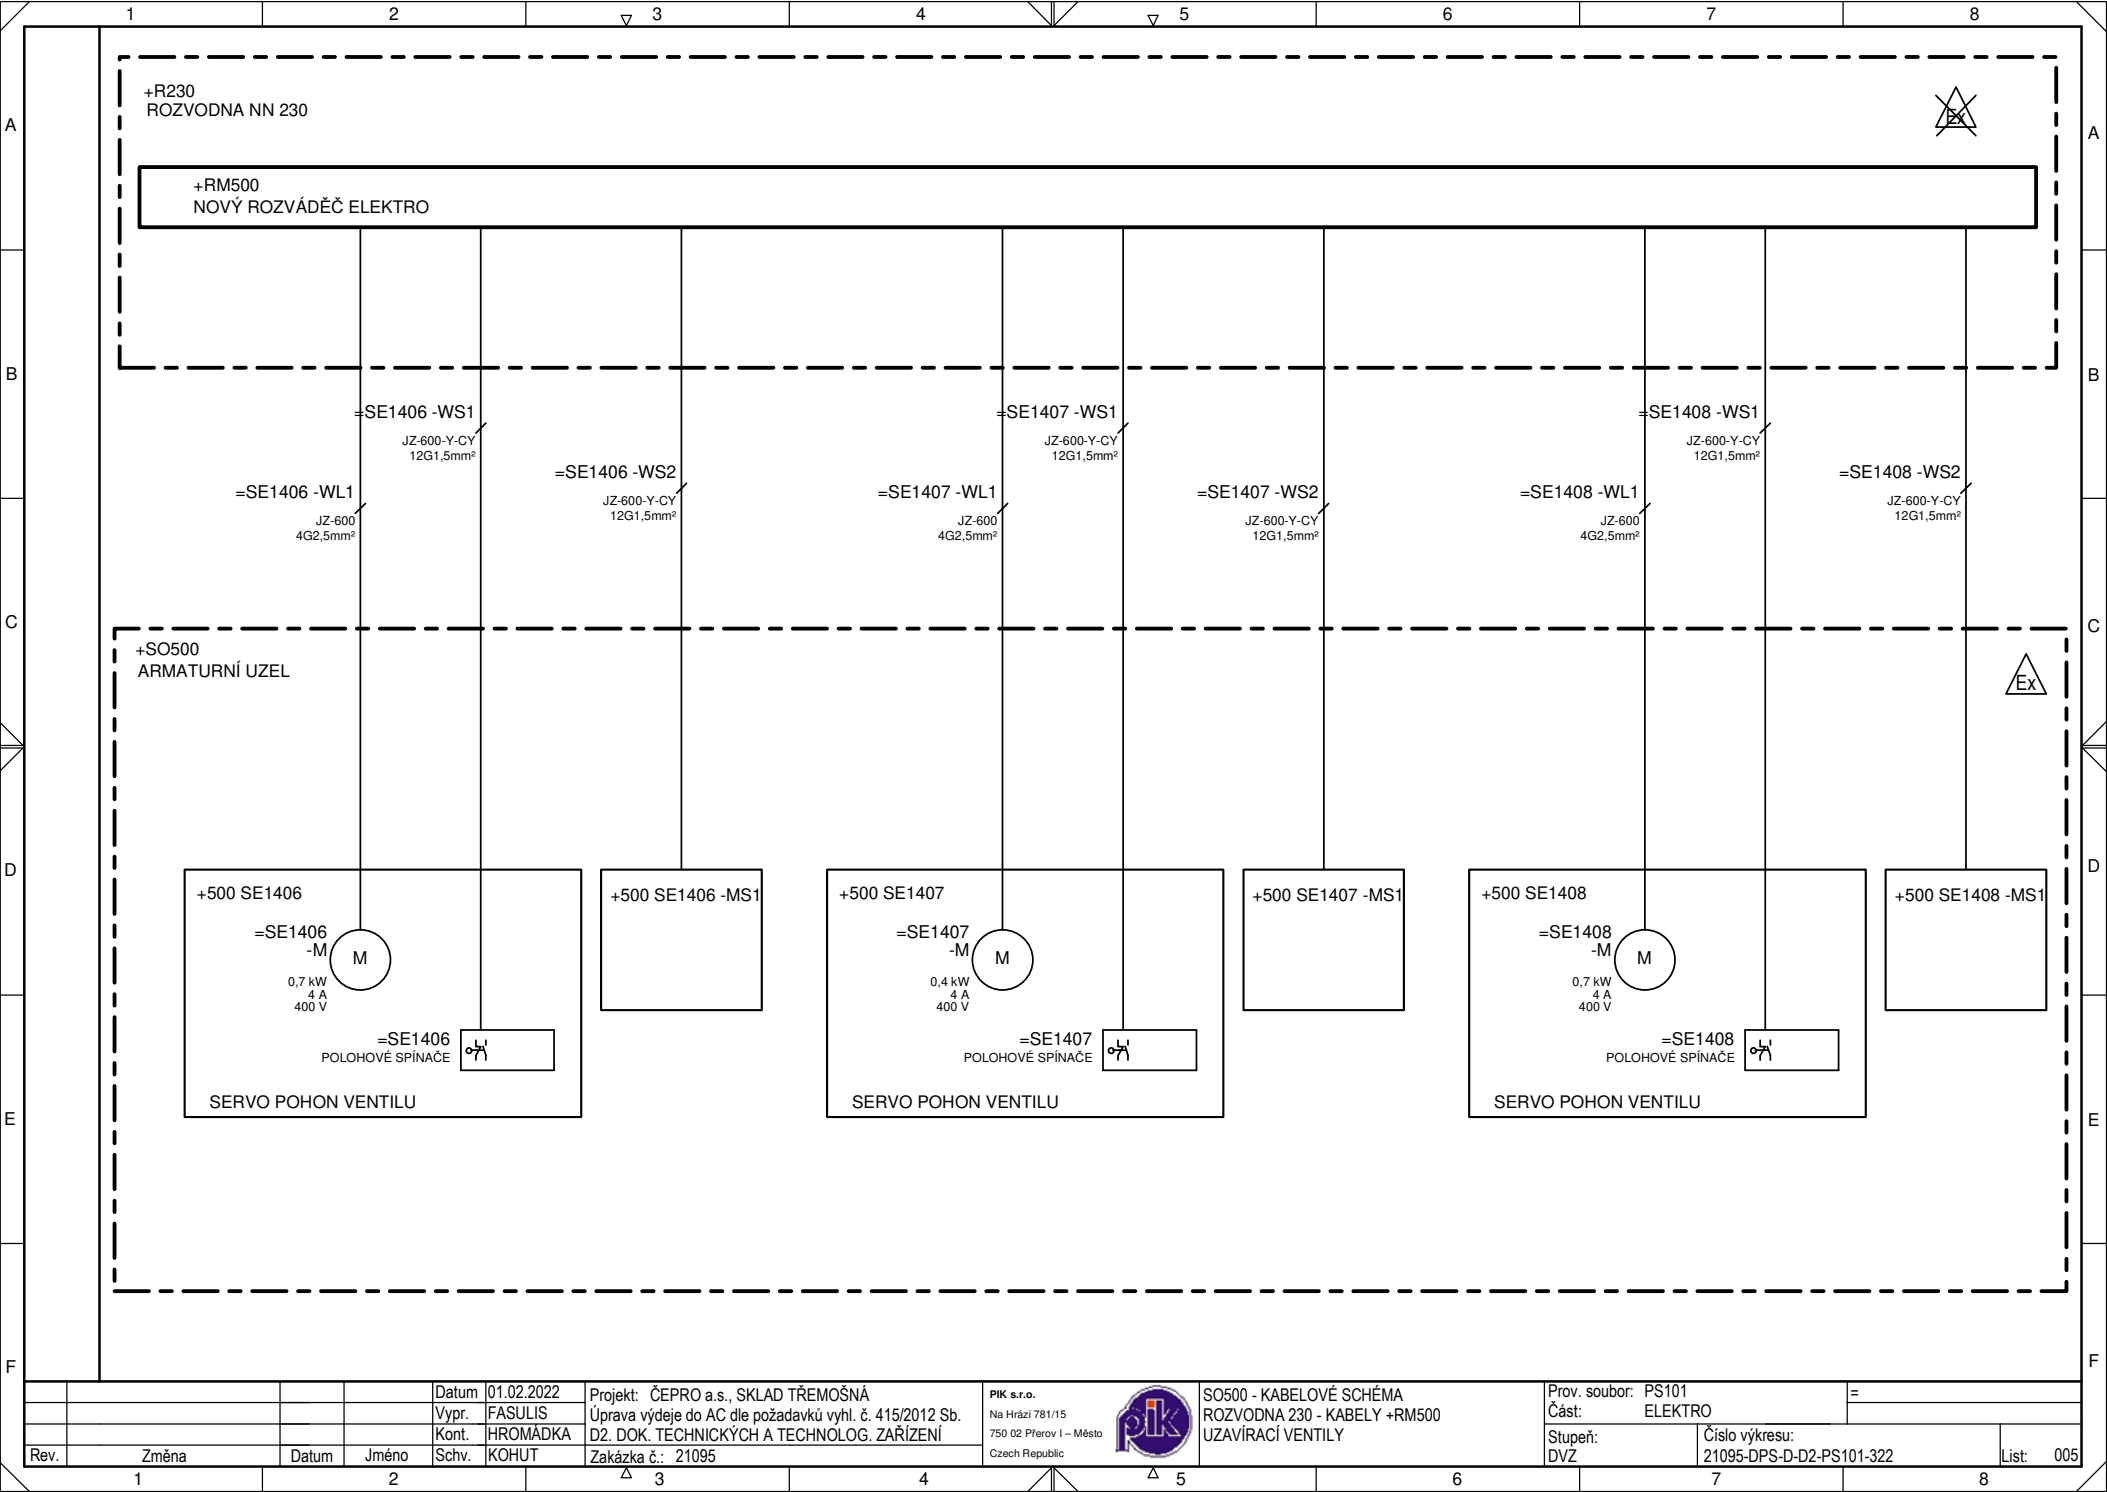 1 2 3 4 5 6 7 8
+R230
ROZVODNA NN 230
Ex
A A
+RM500
NOVÝ ROZVÁDĚČ ELEKTRO
B B
=SE1406 -WS1
JZ-600-Y-CY
12G1,5mm²
=SE1407 -WS1
JZ-600-Y-CY
12G1,5mm²
=SE1408 -WS1
JZ-600-Y-CY
12G1,5mm²
=SE1406 -WL1
JZ-600
4G2,5mm²
=SE1406 -WS2
JZ-600-Y-CY
12G1,5mm²
=SE1407 -WL1
JZ-600
4G2,5mm²
=SE1407 -WS2
JZ-600-Y-CY
12G1,5mm²
=SE1408 -WL1
JZ-600
4G2,5mm²
=SE1408 -WS2
JZ-600-Y-CY
12G1,5mm²
C C
+SO500
ARMATURNÍ UZEL
Ex
D D
+500 SE1406
=SE1406
-M
M
0,7 kW
4 A
400 V
=SE1406
POLOHOVÉ SPÍNAČE
SERVO POHON VENTILU
+500 SE1406 -MS1
+500 SE1407
=SE1407
-M
M
0,4 kW
4 A
400 V
=SE1407
POLOHOVÉ SPÍNAČE
SERVO POHON VENTILU
+500 SE1407 -MS1
+500 SE1408
=SE1408
-M
M
0,7 kW
4 A
400 V
=SE1408
POLOHOVÉ SPÍNAČE
SERVO POHON VENTILU
+500 SE1408 -MS1
E E
F F
Rev. Změna Datum Jméno
Datum 01.02.2022
Vypr. FASULIS
Kont. HROMÁDKA
Schv. KOHUT
Projekt: ČEPRO a.s., SKLAD TŘEMOŠNÁ
Úprava výdeje do AC dle požadavků vyhl. č. 415/2012 Sb.
D2. DOK. TECHNICKÝCH A TECHNOLOG. ZAŘÍZENÍ
Zakázka č.: 21095
PIK s.r.o.
Na Hrázi 781/15
750 02 Přerov I – Město
Czech Republic
pik
SO500 - KABELOVÉ SCHÉMA
ROZVODNA 230 - KABELY +RM500
UZAVÍRACÍ VENTILY
Prov. soubor: PS101
Část: ELEKTRO
=
Stupeň:
DVZ
Číslo výkresu:
21095-DPS-D-D2-PS101-322
List: 005
1 2 3 4 5 6 7 8